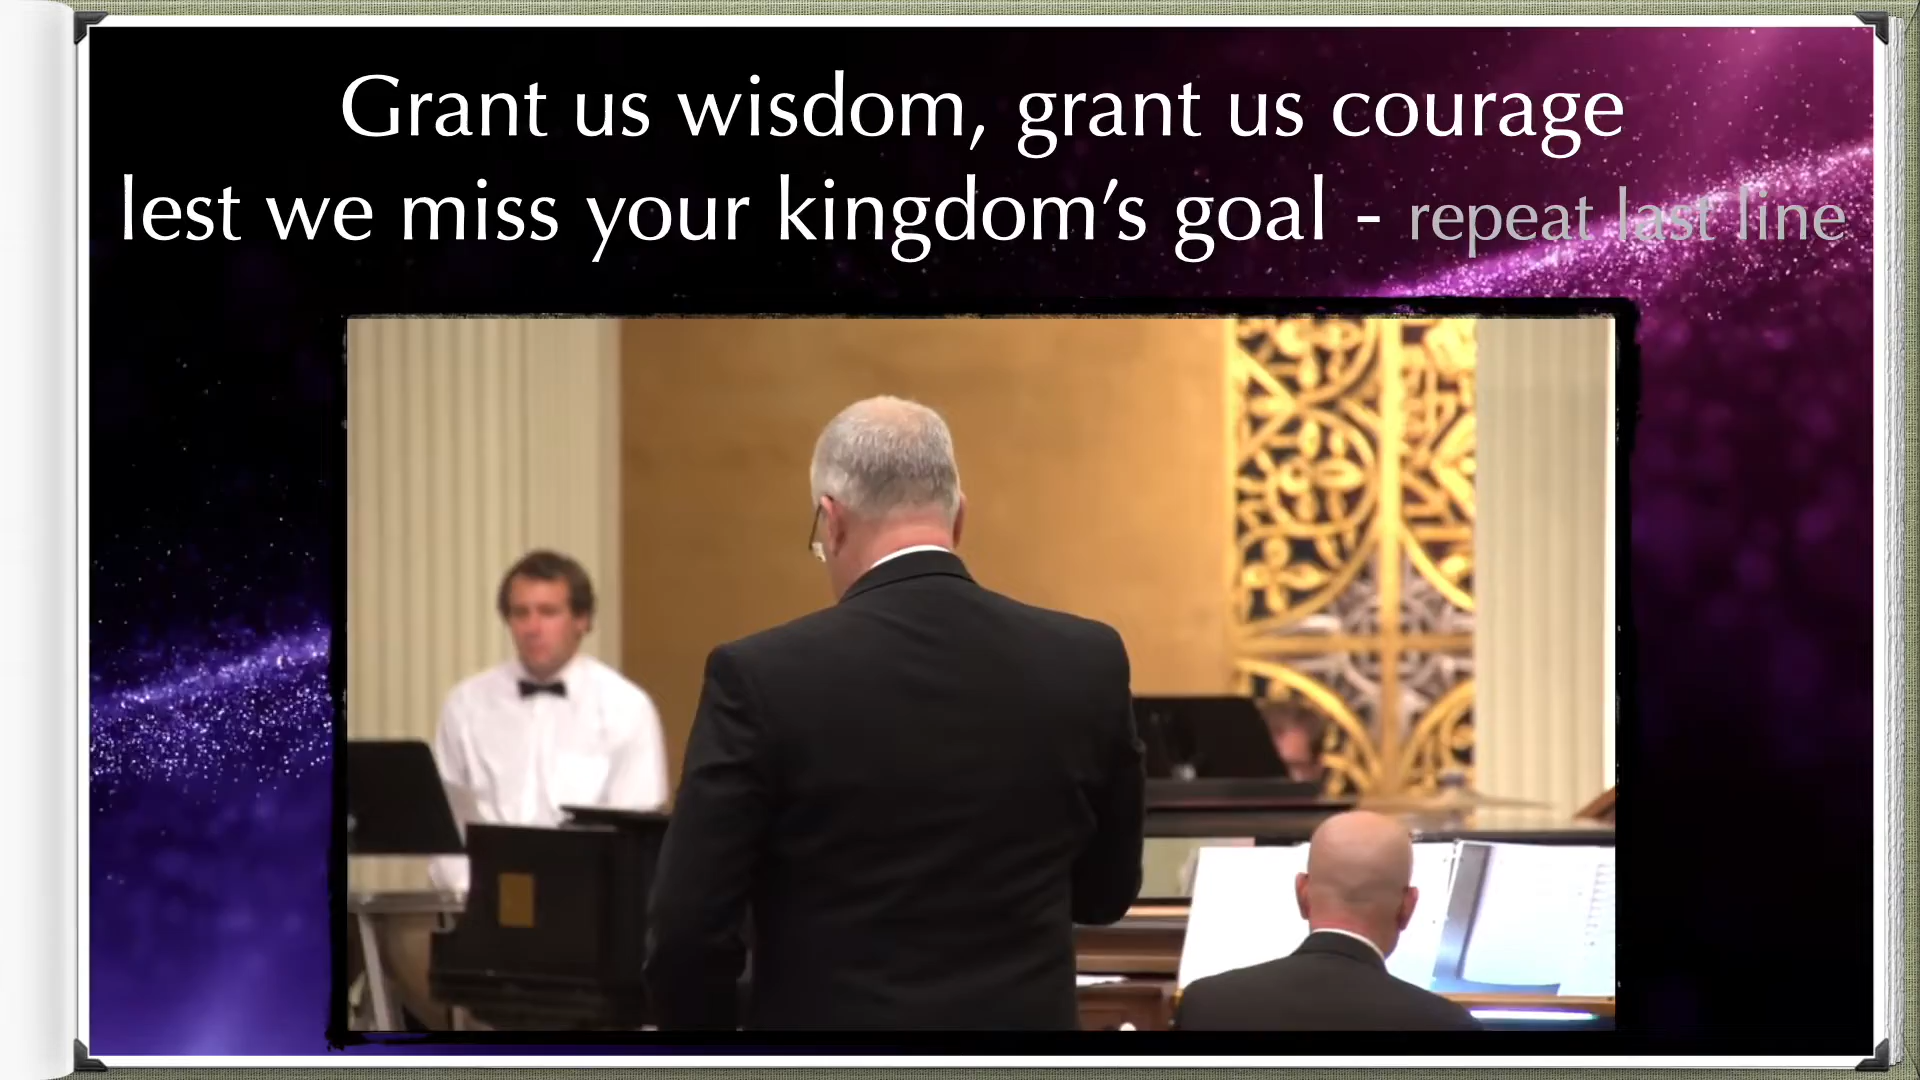 Grant us wisdom, grant us courage
lest we miss your kingdom’s goal - repeat last line